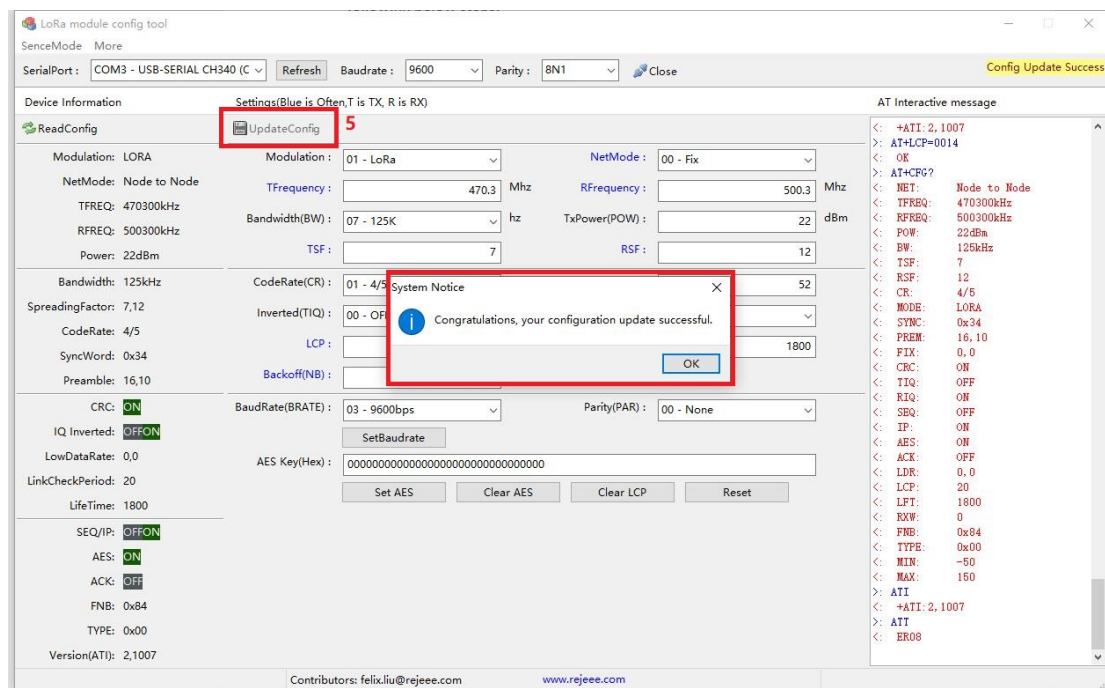 LoRa module config tool
SenceMode More
SerialPort : COM3 - USB-SERIAL CH340 (C Refresh Baudrate : 9600 Parity : 8N1 Close Config Update Success
Device Information Settings(Blue is Often,T is TX, R is RX) AT Interactive message
ReadConfig UpdateConfig 5
Modulation: LORA
NetMode: Node to Node
TFREQ: 470300kHz
RFREQ: 500300kHz
Power: 22dBm
Bandwidth: 125kHz
SpreadingFactor: 7,12
CodeRate: 4/5
SyncWord: 0x34
Preamble: 16,10
CRC: ON
IQ Inverted: OFFON
LowDataRate: 0,0
LinkCheckPeriod: 20
LifeTime: 1800
SEQ/IP: OFFON
AES: ON
ACK: OFF
FNB: 0x84
TYPE: 0x00
Version(ATI): 2,1007
Modulation : 01 - LoRa NetMode : 00 - Fix
TFrequency : 470.3 Mhz RFrequency : 500.3 Mhz
Bandwidth(BW) : 07 - 125K hz TxPower(POW) : 22 dBm
TSF : 7 RSF : 12
CodeRate(CR) : 01 - 4/5 52
Inverted(TIQ) : 00 - OF
LCP : 1800
Backoff(NB) :
System Notice
Congratulations, your configuration update successful.
OK
BaudRate(BRATE) : 03 - 9600bps Parity(PAR) : 00 - None
SetBaudrate
AES Key(Hex) : 00000000000000000000000000000000
Set AES Clear AES Clear LCP Reset
<: +ATI:2,1007
>: AT+LCP=0014
<: OK
>: AT+CFG?
<: NET: Node to Node
<: TFREQ: 470300kHz
<: RFREQ: 500300kHz
<: POW: 22dBm
<: BW: 125kHz
<: TSF: 7
<: RSF: 12
<: CR: 4/5
<: MODE: LORA
<: SYNC: 0x34
<: PREM: 16,10
<: FIX: 0,0
<: CRC: ON
<: TIQ: OFF
<: RIQ: ON
<: SEQ: OFF
<: IP: ON
<: AES: ON
<: ACK: OFF
<: LDR: 0,0
<: LCP: 20
<: LFT: 1800
<: RXW: 0
<: FNB: 0x84
<: TYPE: 0x00
<: MIN: -50
<: MAX: 150
>: ATI
<: +ATI:2,1007
>: ATI
<: ER08
Contributors: felix.liu@rejeee.com www.rejeee.com